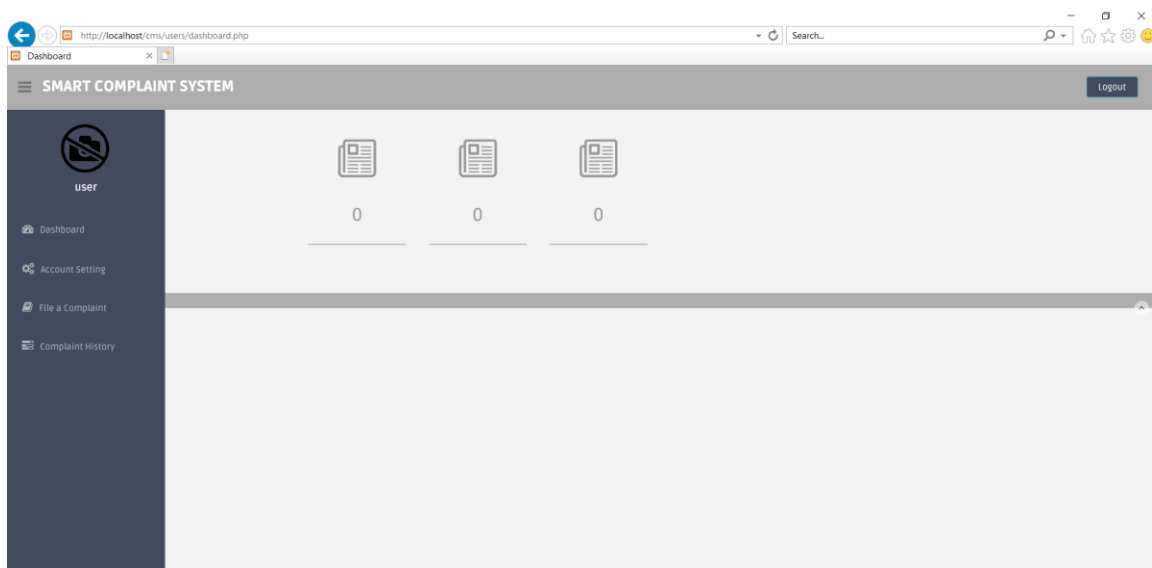 http://localhost/cms/users/dashboard.php
Search...
Dashboard
SMART COMPLAINT SYSTEM
Logout
user
0 0 0
Dashboard
Account Setting
File a Complaint
Complaint History